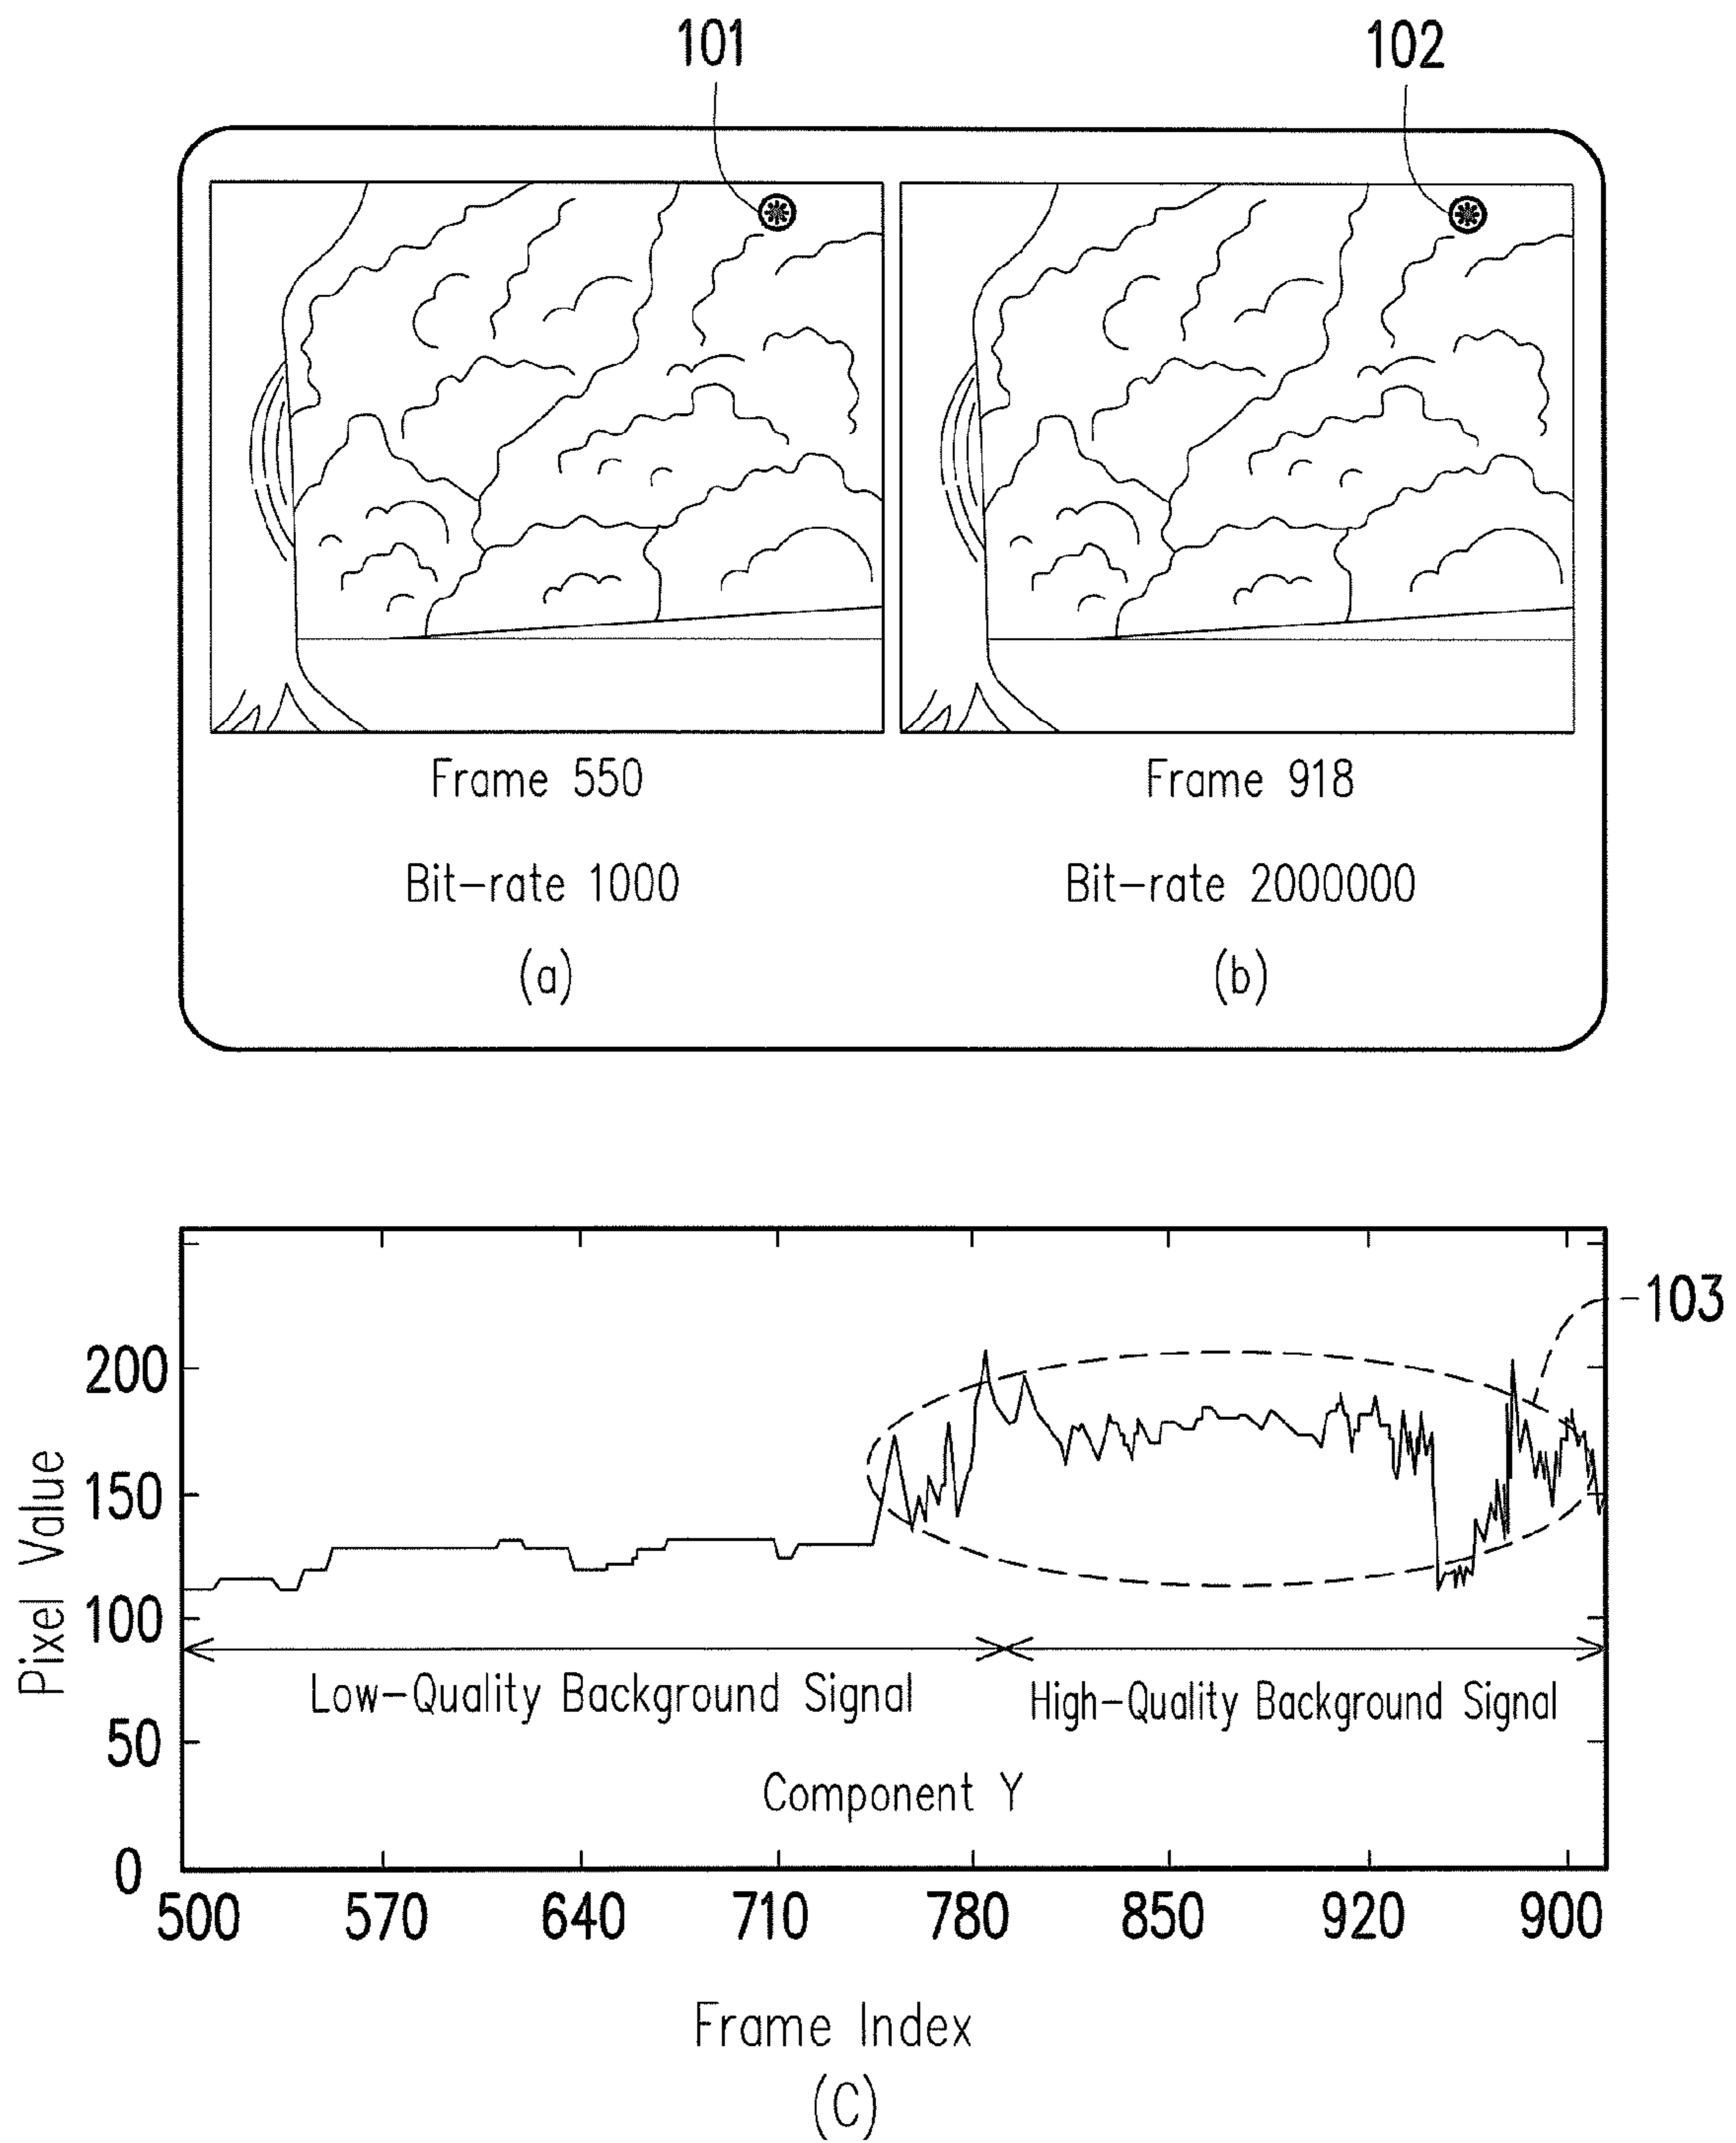 101
102
Frame 550
Frame 918
Bit-rate 1000
Bit-rate 2000000
(a)
(b)
103
200
150
100
50
0
Pixel Value
Low-Quality Background Signal
High-Quality Background Signal
Component Y
500 570 640 710 780 850 920 900
Frame Index
(C)